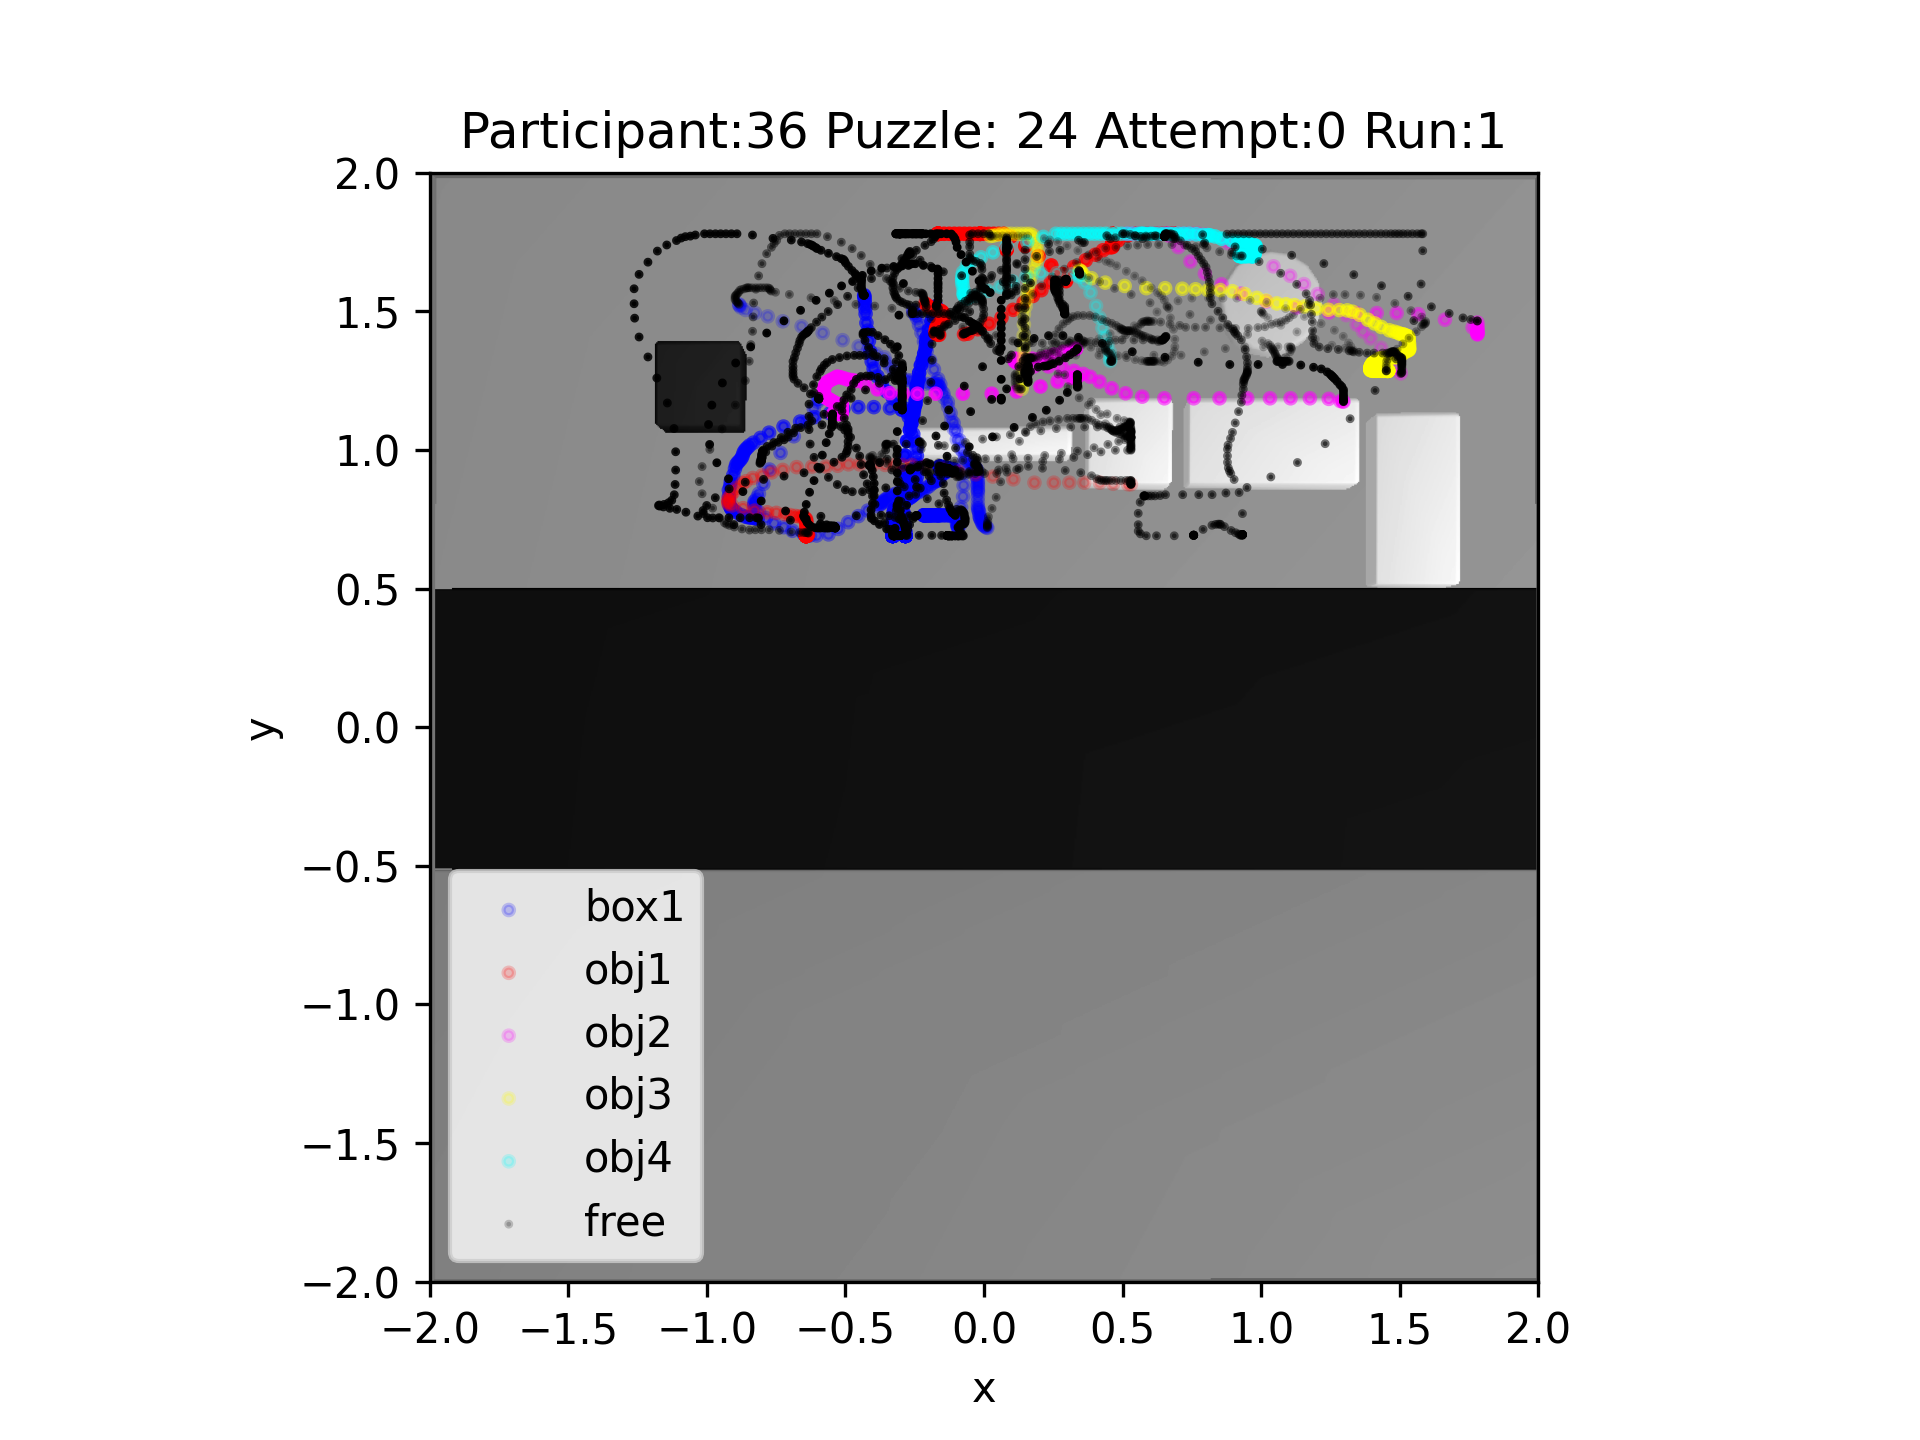 Participant:36 Puzzle: 24 Attempt:0 Run:1
2.0
1.5
1.0
0.5
0.0
−0.5
−1.0
−1.5
−2.0
y
box1
obj1
obj2
obj3
obj4
free
−2.0 −1.5 −1.0 −0.5 0.0 0.5 1.0 1.5 2.0
x